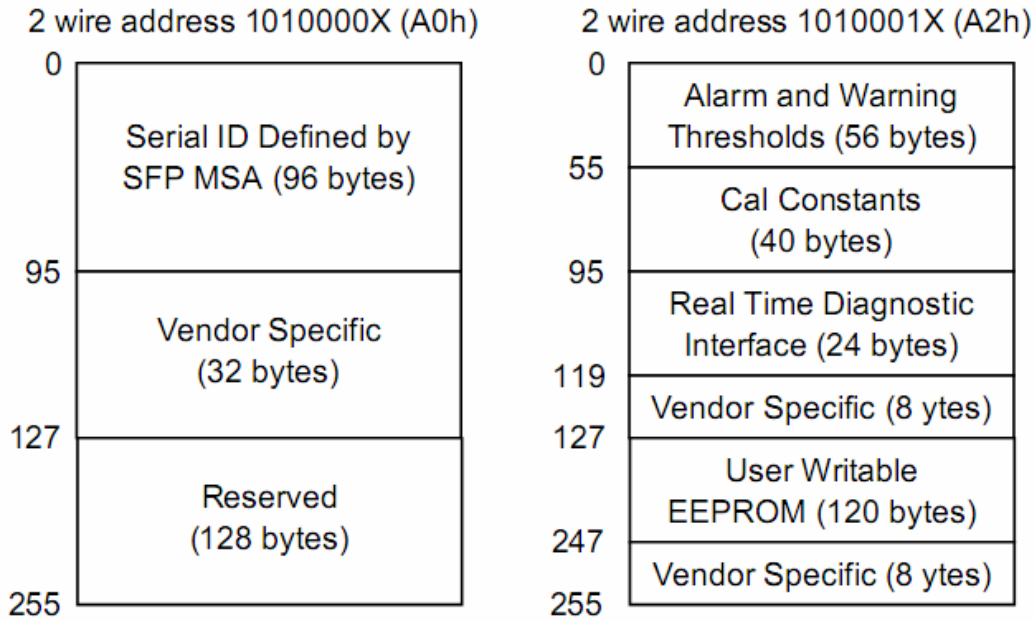 2 wire address 1010000X (A0h)
0
Serial ID Defined by
SFP MSA (96 bytes)
95
Vendor Specific
(32 bytes)
127
Reserved
(128 bytes)
255
2 wire address 1010001X (A2h)
0
Alarm and Warning
Thresholds (56 bytes)
55
Cal Constants
(40 bytes)
95
Real Time Diagnostic
Interface (24 bytes)
119
Vendor Specific (8 ytes)
127
User Writable
EEPROM (120 bytes)
247
Vendor Specific (8 ytes)
255